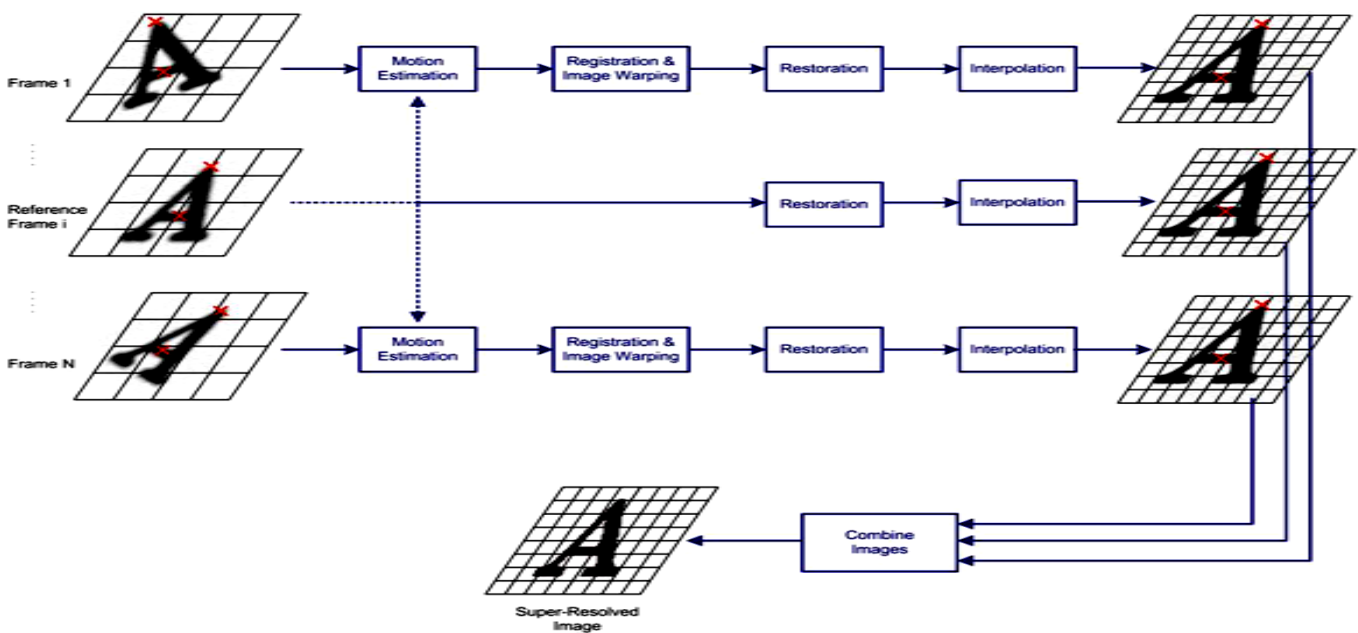 Frame 1
Motion
Estimation
Registration &
Image Warping
Restoration
Interpolation
A
A
Reference
Frame i
Restoration
Interpolation
A
A
Frame N
Motion
Estimation
Registration &
Image Warping
Restoration
Interpolation
A
A
Combine
Images
A
Super-Resolved
Image